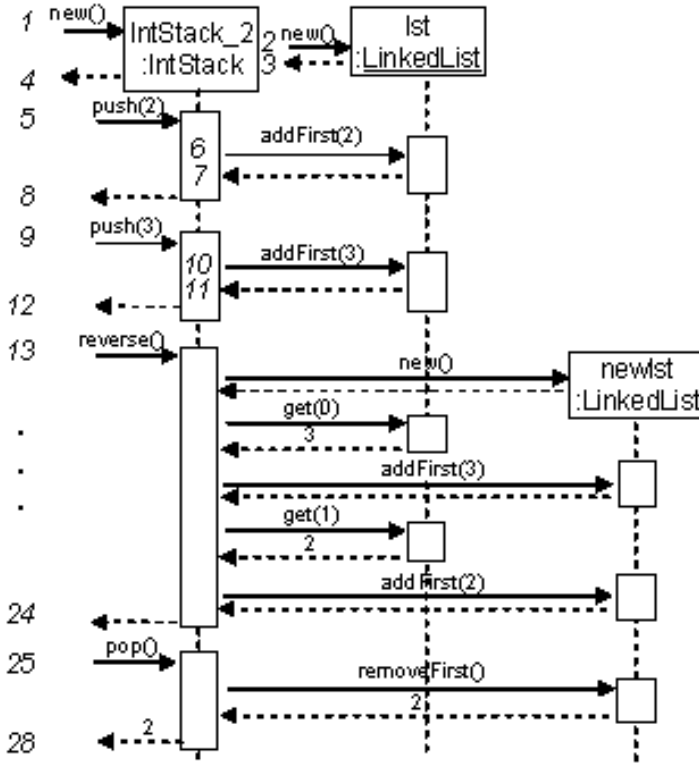 1 new()
IntStack_2
:IntStack
2 new()
3
lst
:LinkedList
4
5 push(2)
6 addFirst(2)
7
8
9 push(3)
10 addFirst(3)
11
12
13 reverse()
new()
newlst
:LinkedList
get(0)
3
.
addFirst(3)
.
.
get(1)
2
addFirst(2)
24
25 pop()
removeFirst()
2
28 2